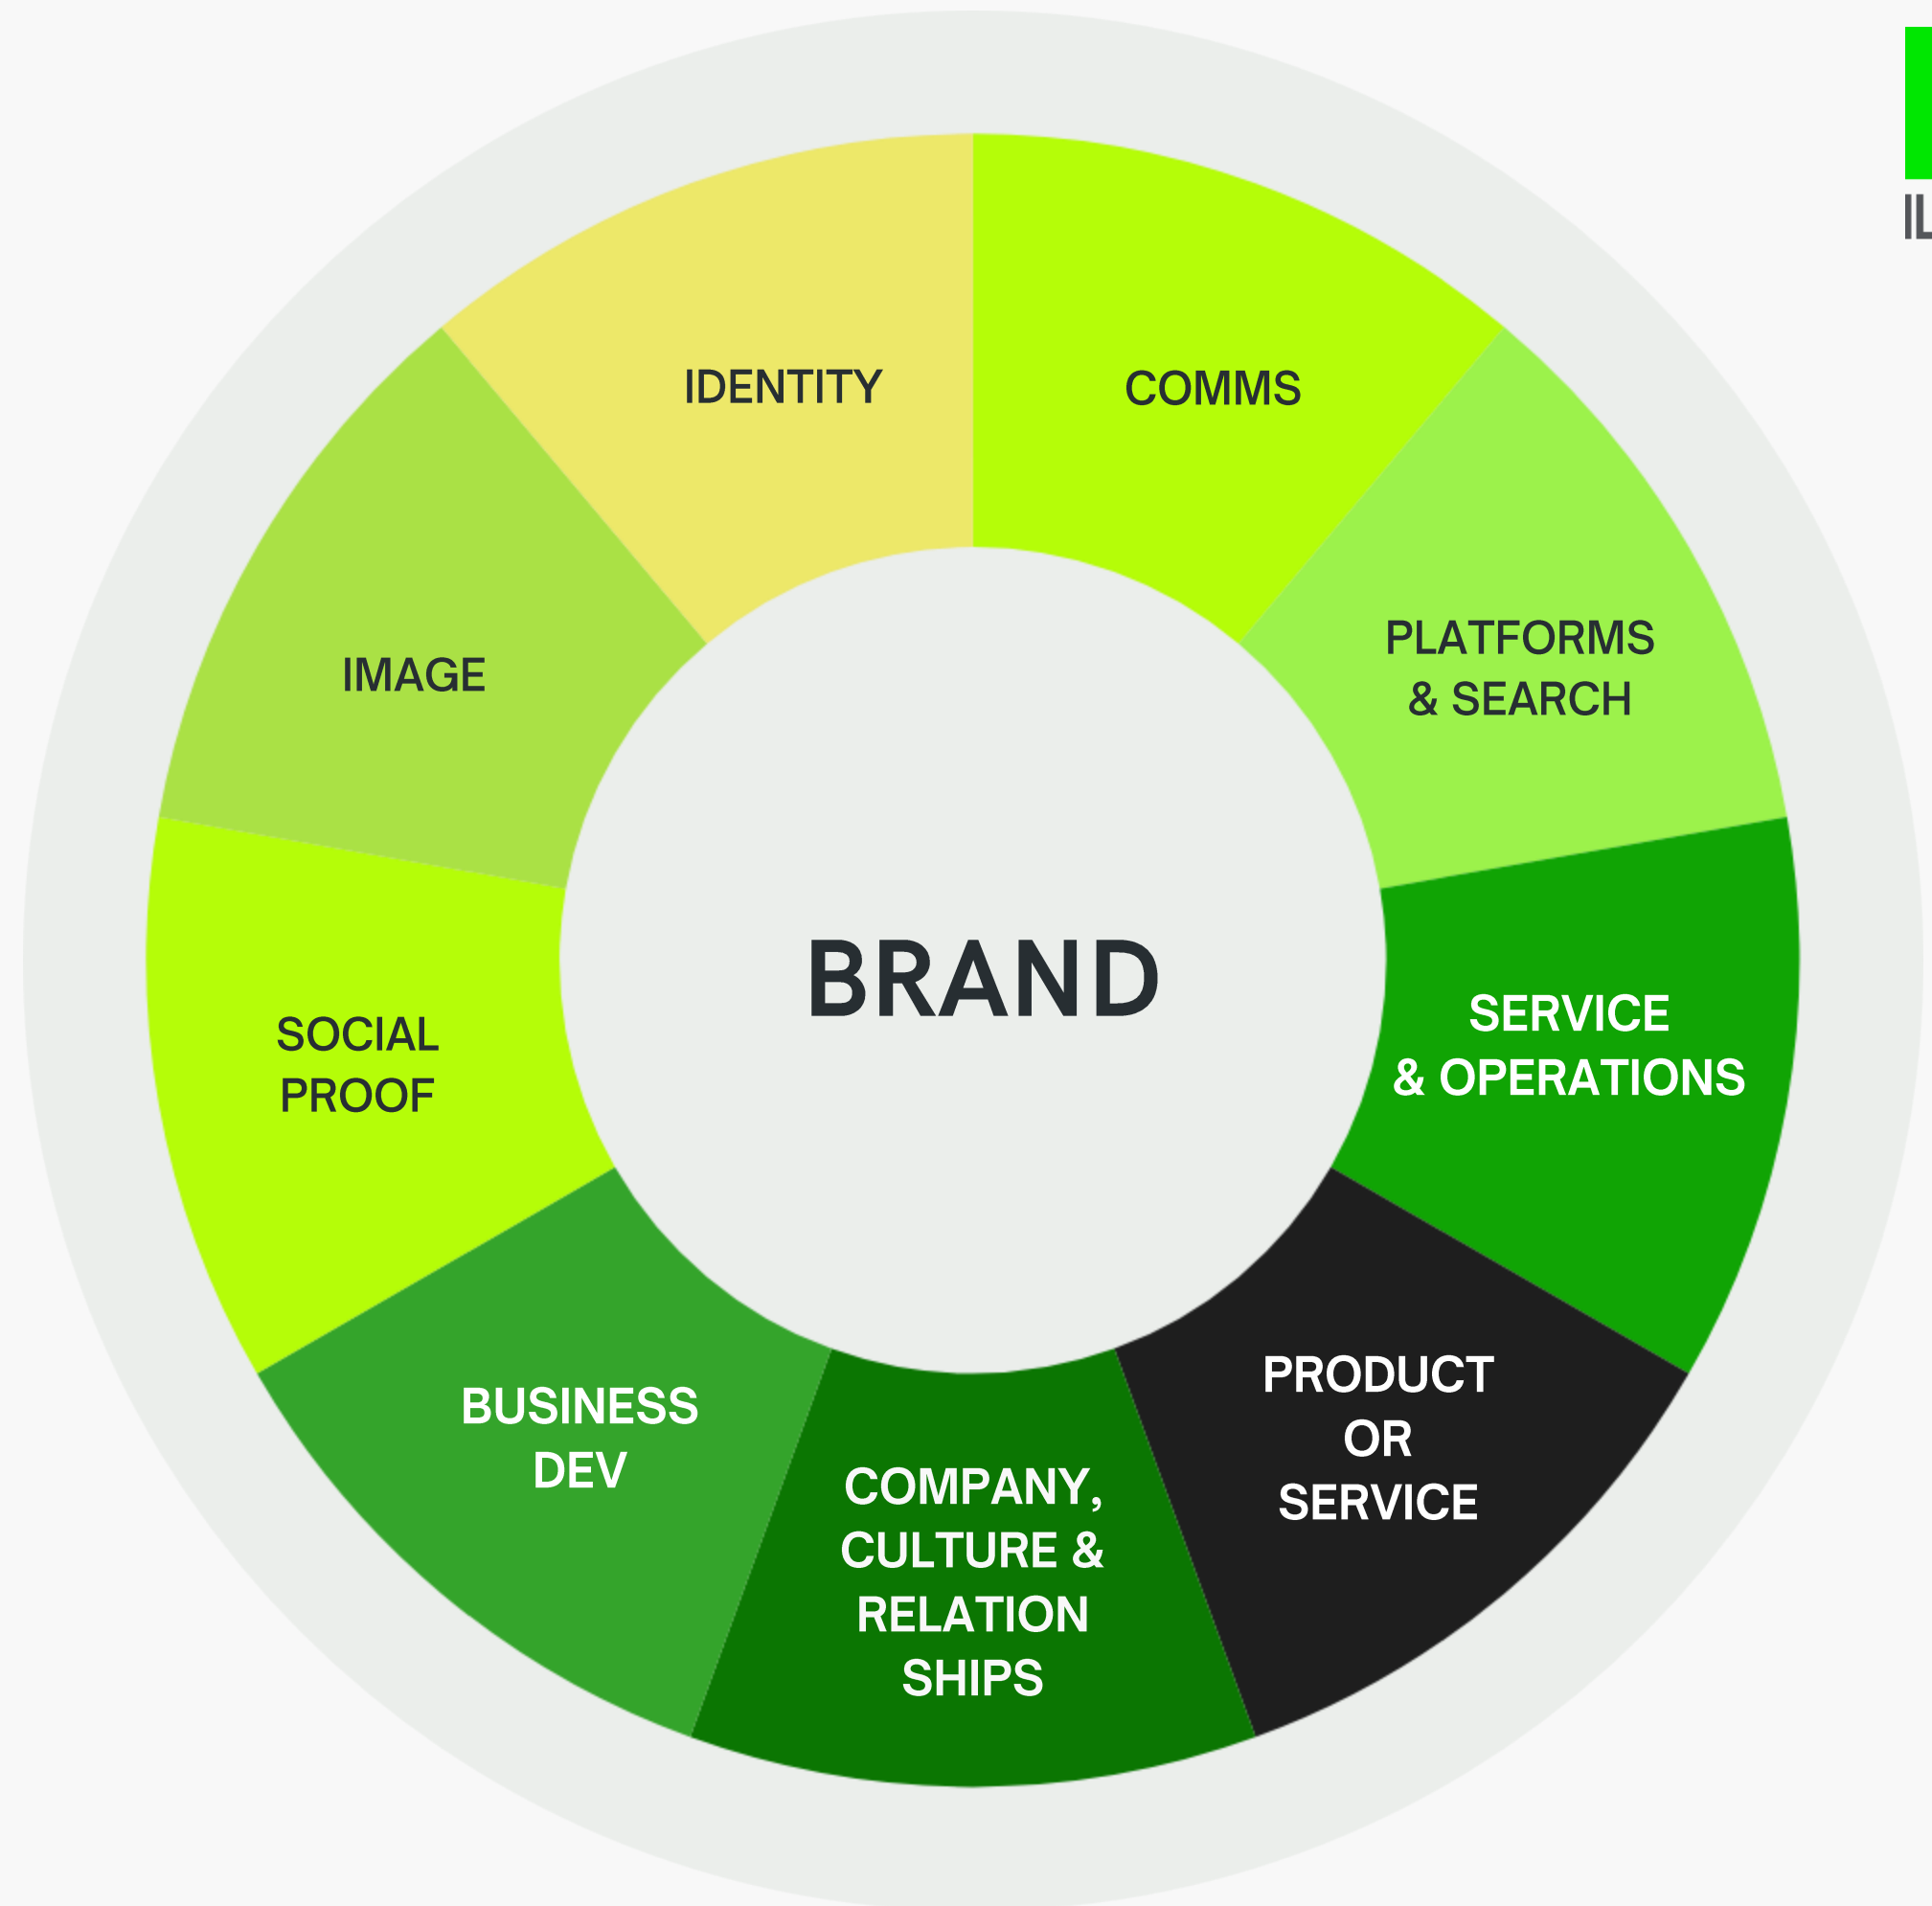 IDENTITY
COMMS
PLATFORMS
& SEARCH
IMAGE
BRAND
SERVICE
& OPERATIONS
SOCIAL
PROOF
PRODUCT
OR
SERVICE
BUSINESS
DEV
COMPANY,
CULTURE &
RELATION
SHIPS